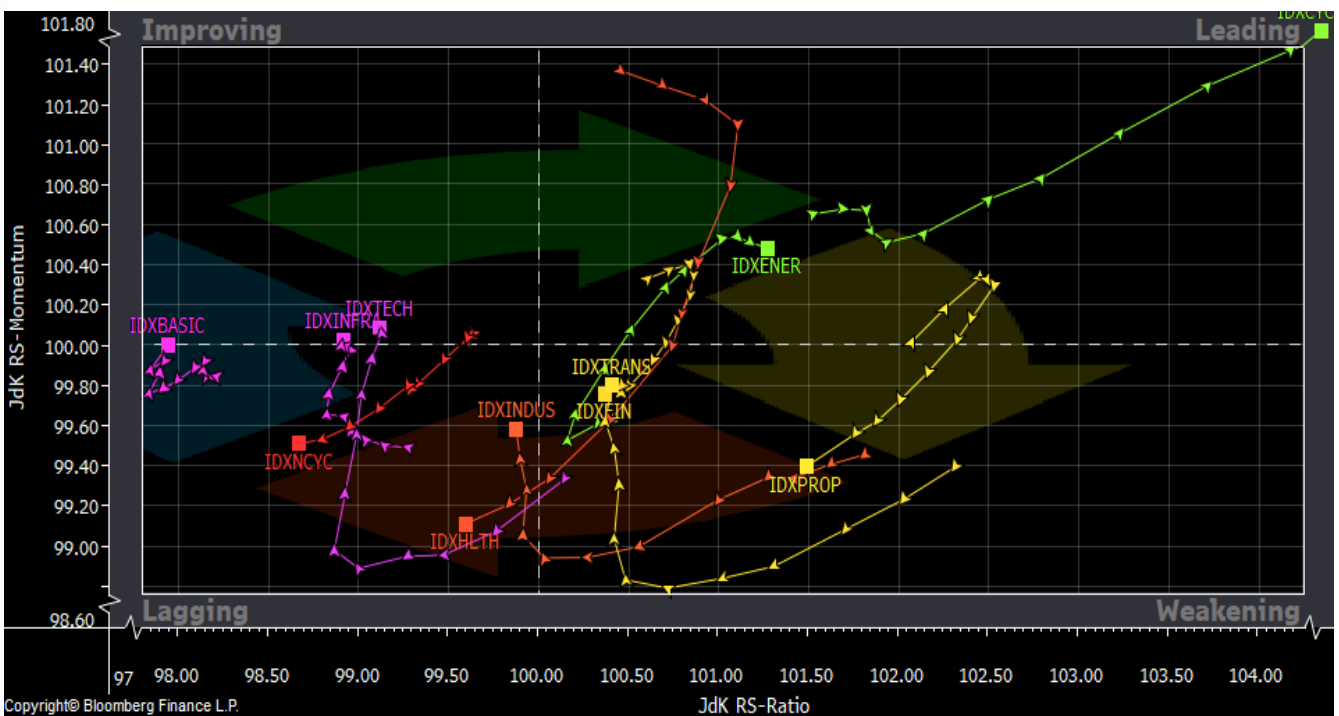 IDXCYC
101.80
Improving
Leading
101.40
101.20
101.00
100.80
100.60
100.40
100.20
100.00
99.80
99.60
99.40
99.20
99.00
98.60
JdK RS-Momentum
IDXENER
IDXTECH
IDXINFRA
IDXBASIC
IDXTRANS
IDXFIN
IDXINDUS
IDXNCYC
IDXPROP
IDXHLTH
Lagging
Weakening
97 98.00 98.50 99.00 99.50 100.00 100.50 101.00 101.50 102.00 102.50 103.00 103.50 104.00
JdK RS-Ratio
Copyright© Bloomberg Finance L.P.